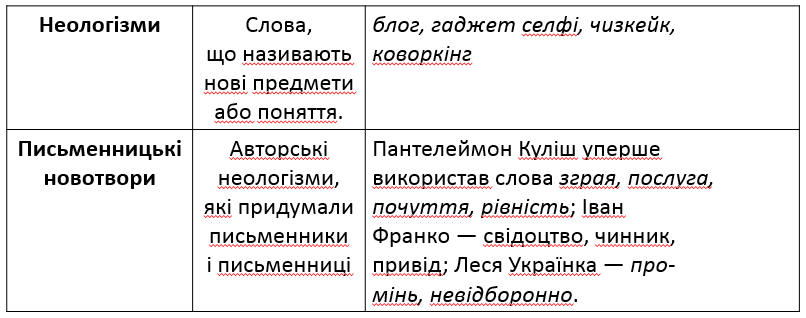 Неологізми
Слова,
що називають
нові предмети
або поняття.
блог, гаджет селфі, чизкейк,
коворкінг
Письменницькі
новотвори
Авторські
неологізми,
які придумали
письменники
і письменниці
Пантелеймон Куліш уперше
використав слова зграя, послуга,
почуття, рівність; Іван
Франко — свідоцтво, чинник,
привід; Леся Українка — про-
мінь, невідборонно.